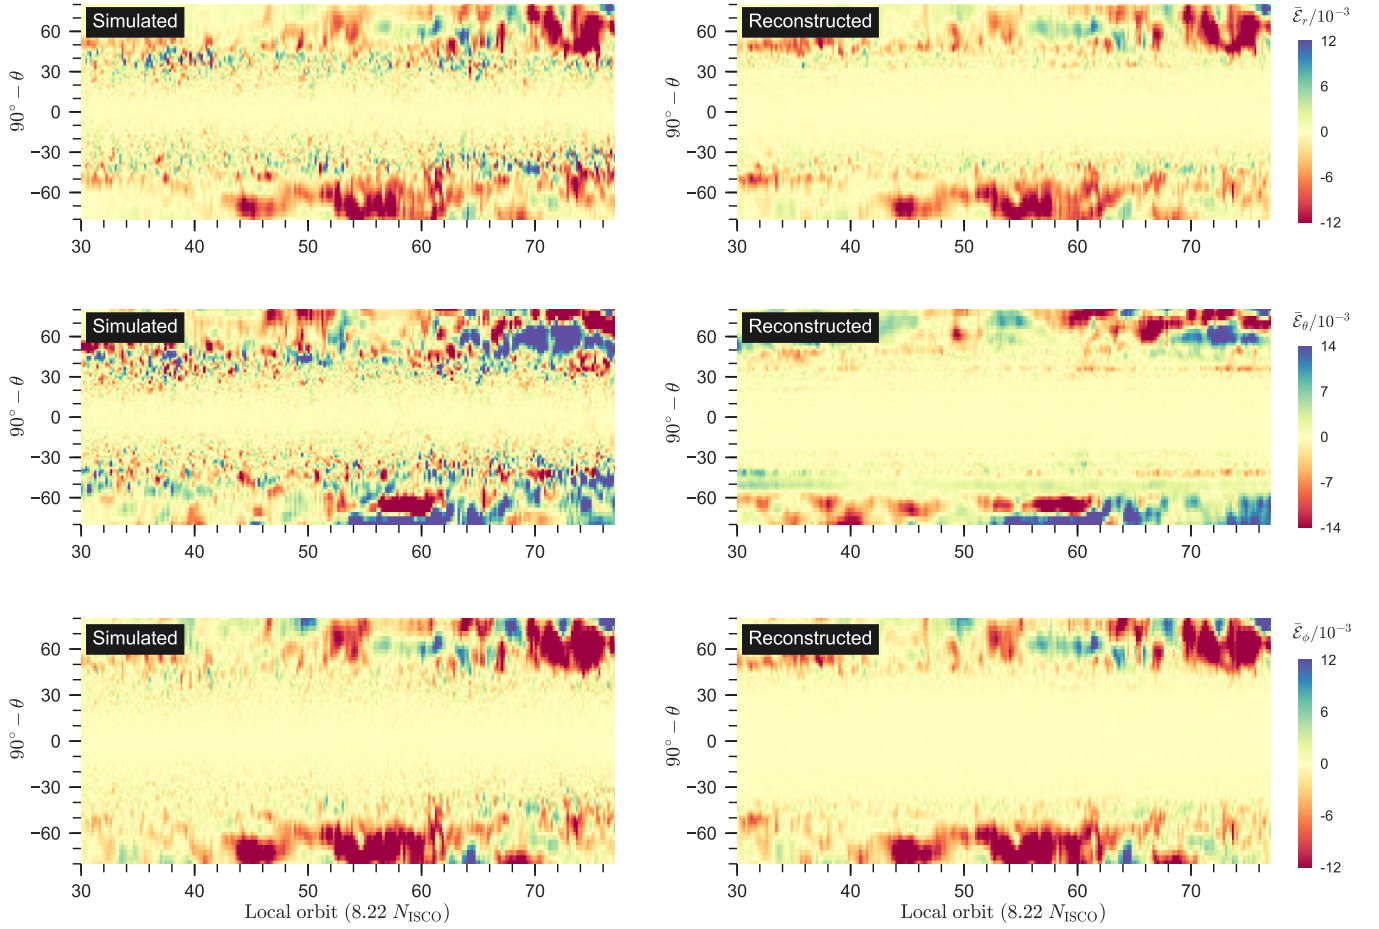 Simulated
60
30
0
−30
−60
90° − θ
30 40 50 60 70
Reconstructed
60
30
0
−30
−60
90° − θ
30 40 50 60 70
ℰ̄_r/10⁻³
12
6
0
-6
-12
Simulated
60
30
0
−30
−60
90° − θ
30 40 50 60 70
Reconstructed
60
30
0
−30
−60
90° − θ
30 40 50 60 70
ℰ̄_θ/10⁻³
14
7
0
-7
-14
Simulated
60
30
0
−30
−60
90° − θ
30 40 50 60 70
Local orbit (8.22 N_ISCO)
Reconstructed
60
30
0
−30
−60
90° − θ
30 40 50 60 70
Local orbit (8.22 N_ISCO)
ℰ̄_ϕ/10⁻³
12
6
0
-6
-12